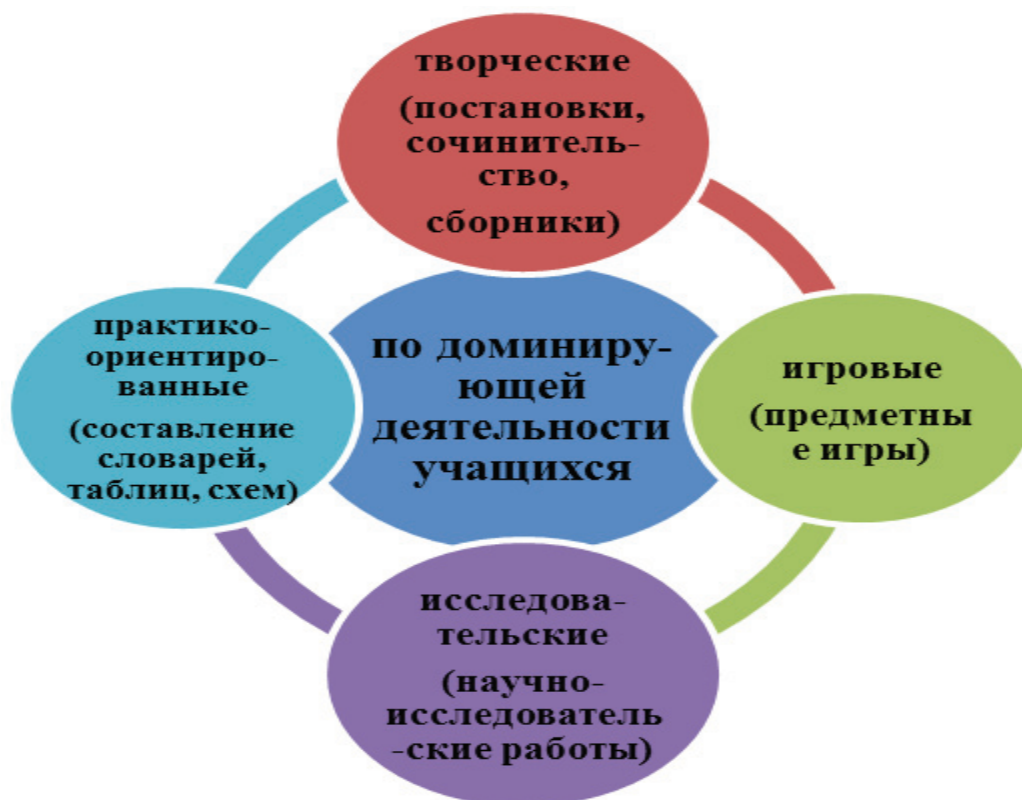 творческие
(постановки,
сочинитель-
ство,
сборники)
практико-
ориентиро-
ванные
(составление
словарей,
таблиц, схем)
по доминиру-
ющей
деятельности
учащихся
игровые
(предметны
е игры)
исследова-
тельские
(научно-
исследователь
-ские работы)